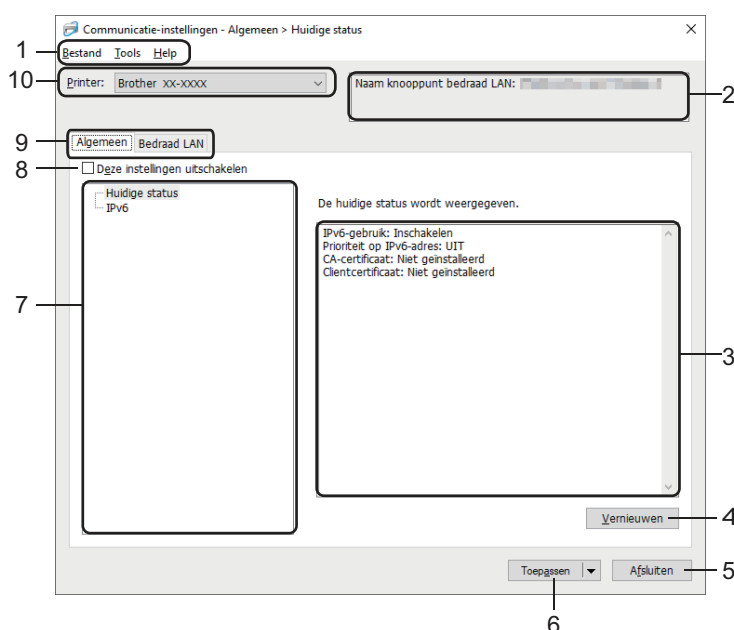 Communicatie-instellingen - Algemeen > Huidige status
1
Bestand Tools Help
10
Printer: Brother XX-XXXX
Naam knooppunt bedraad LAN:
2
9
Algemeen Bedraad LAN
8
Deze instellingen uitschakelen
Huidige status
IPv6
De huidige status wordt weergegeven.
IPv6-gebruik: Inschakelen
Prioriteit op IPv6-adres: UIT
CA-certificaat: Niet geïnstalleerd
Clientcertificaat: Niet geïnstalleerd
7
3
Vernieuwen
4
Toepassen
Afsluiten
5
6